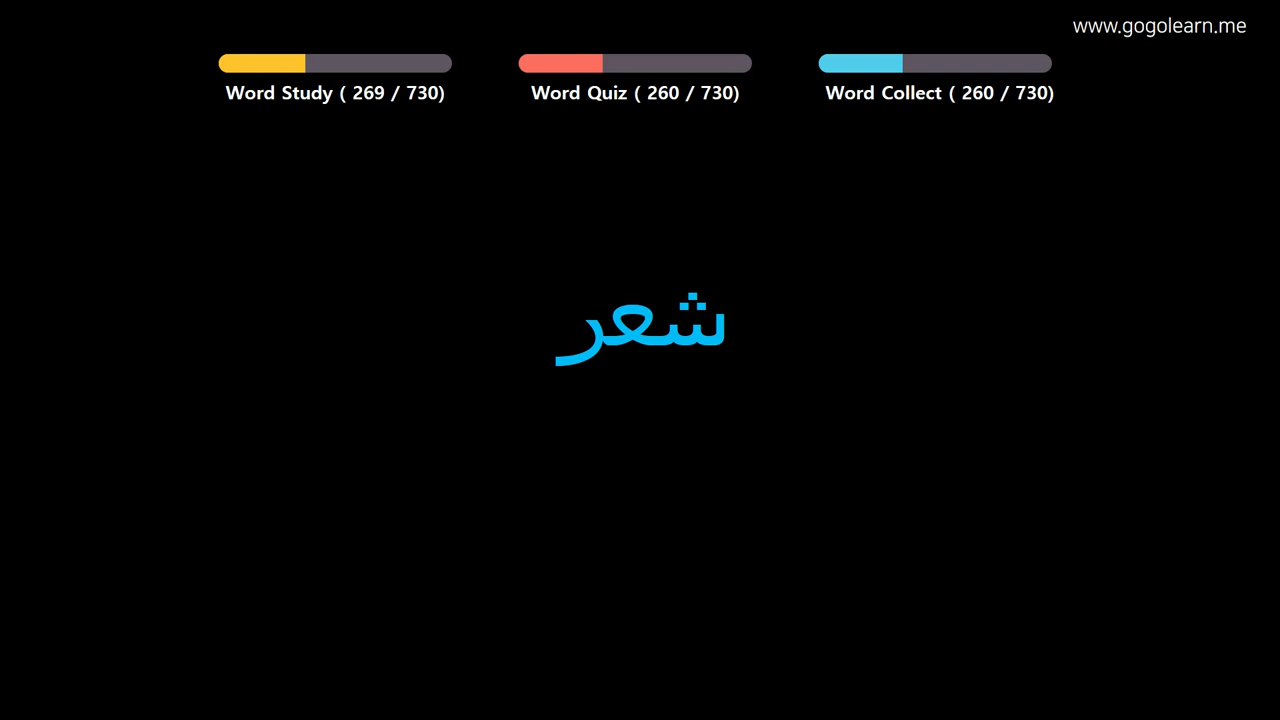 www.gogolearn.me
Word Study ( 269 / 730)
Word Quiz ( 260 / 730)
Word Collect ( 260 / 730)
شعر